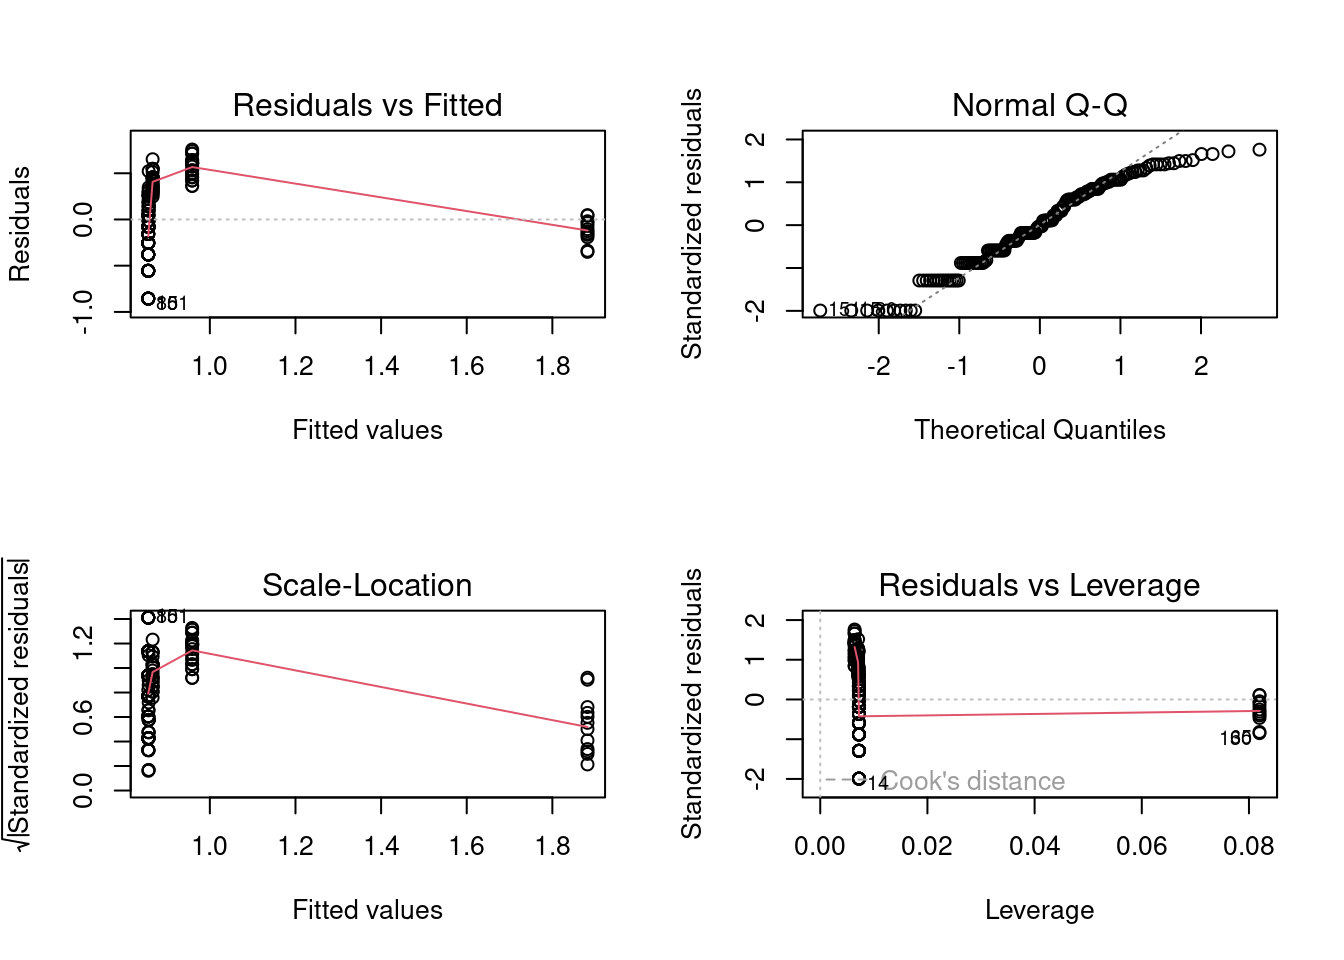 Residuals vs Fitted
Residuals
0.0
-1.0
1.0 1.2 1.4 1.6 1.8
Fitted values
Normal Q-Q
Standardized residuals
2
1
0
-2
-2 -1 0 1 2
Theoretical Quantiles
Scale-Location
√|Standardized residuals|
1.2
0.6
0.0
1.0 1.2 1.4 1.6 1.8
Fitted values
Residuals vs Leverage
Standardized residuals
2
1
0
-2
14
Cook's distance
0.00 0.02 0.04 0.06 0.08
Leverage